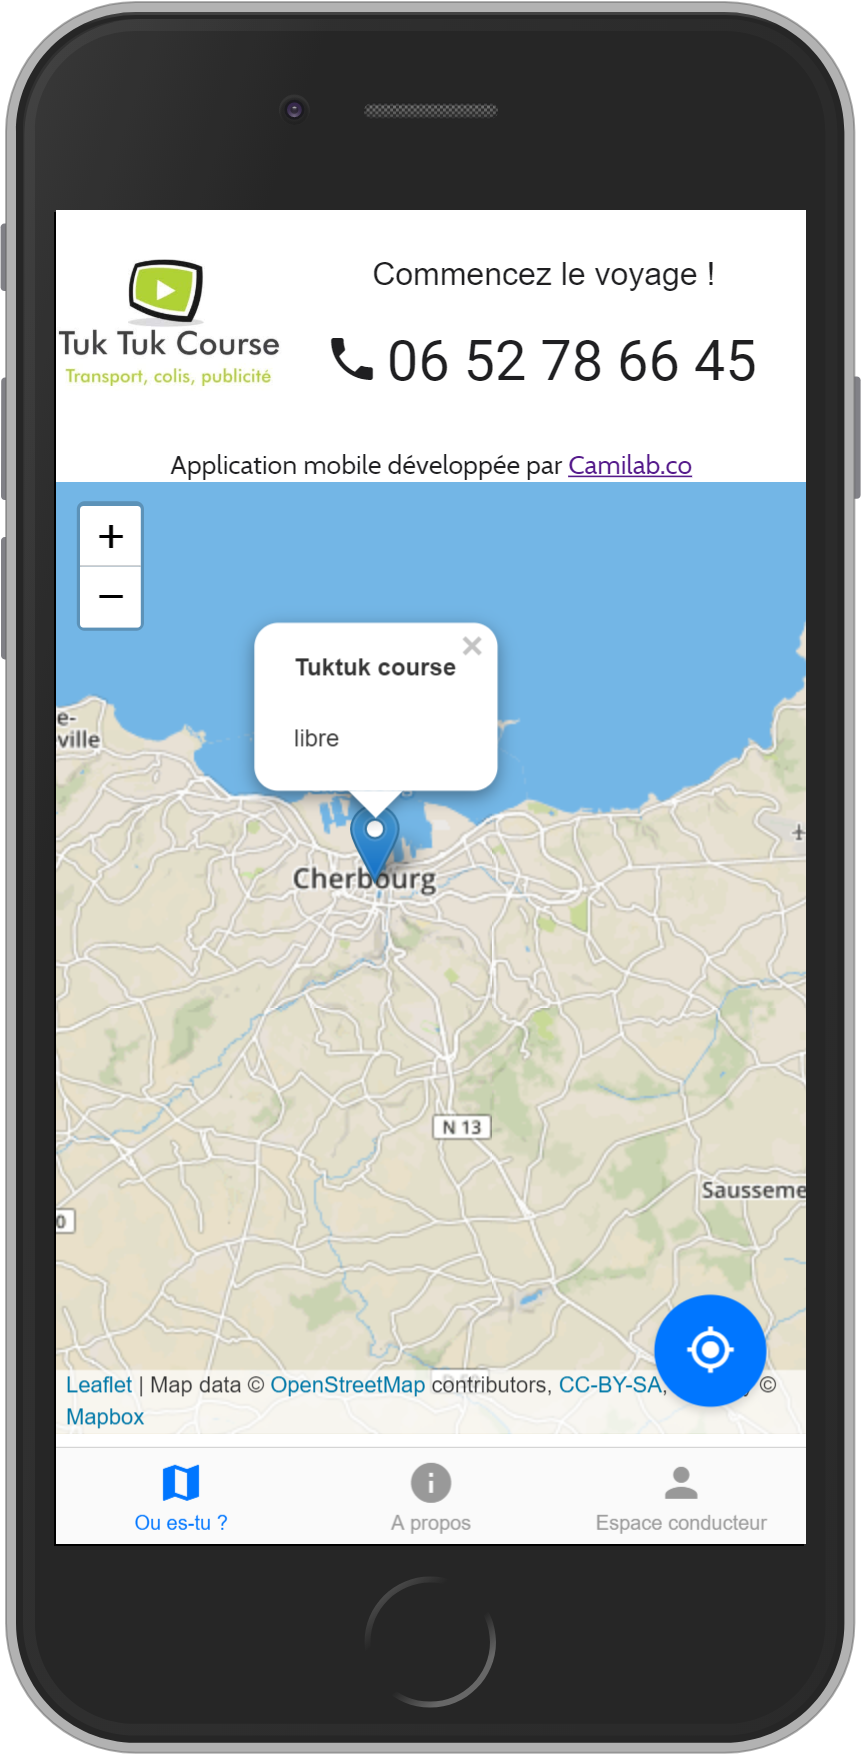 Commencez le voyage !
Tuk Tuk Course
Transport, colis, publicité
06 52 78 66 45
Application mobile développée par Camilab.co
+
−
×
Tuktuk course
libre
e-
ville
Cherbourg
N 13
Sausseme
0
Leaflet | Map data © OpenStreetMap contributors, CC-BY-SA, ©
Mapbox
Ou es-tu ?
A propos
Espace conducteur